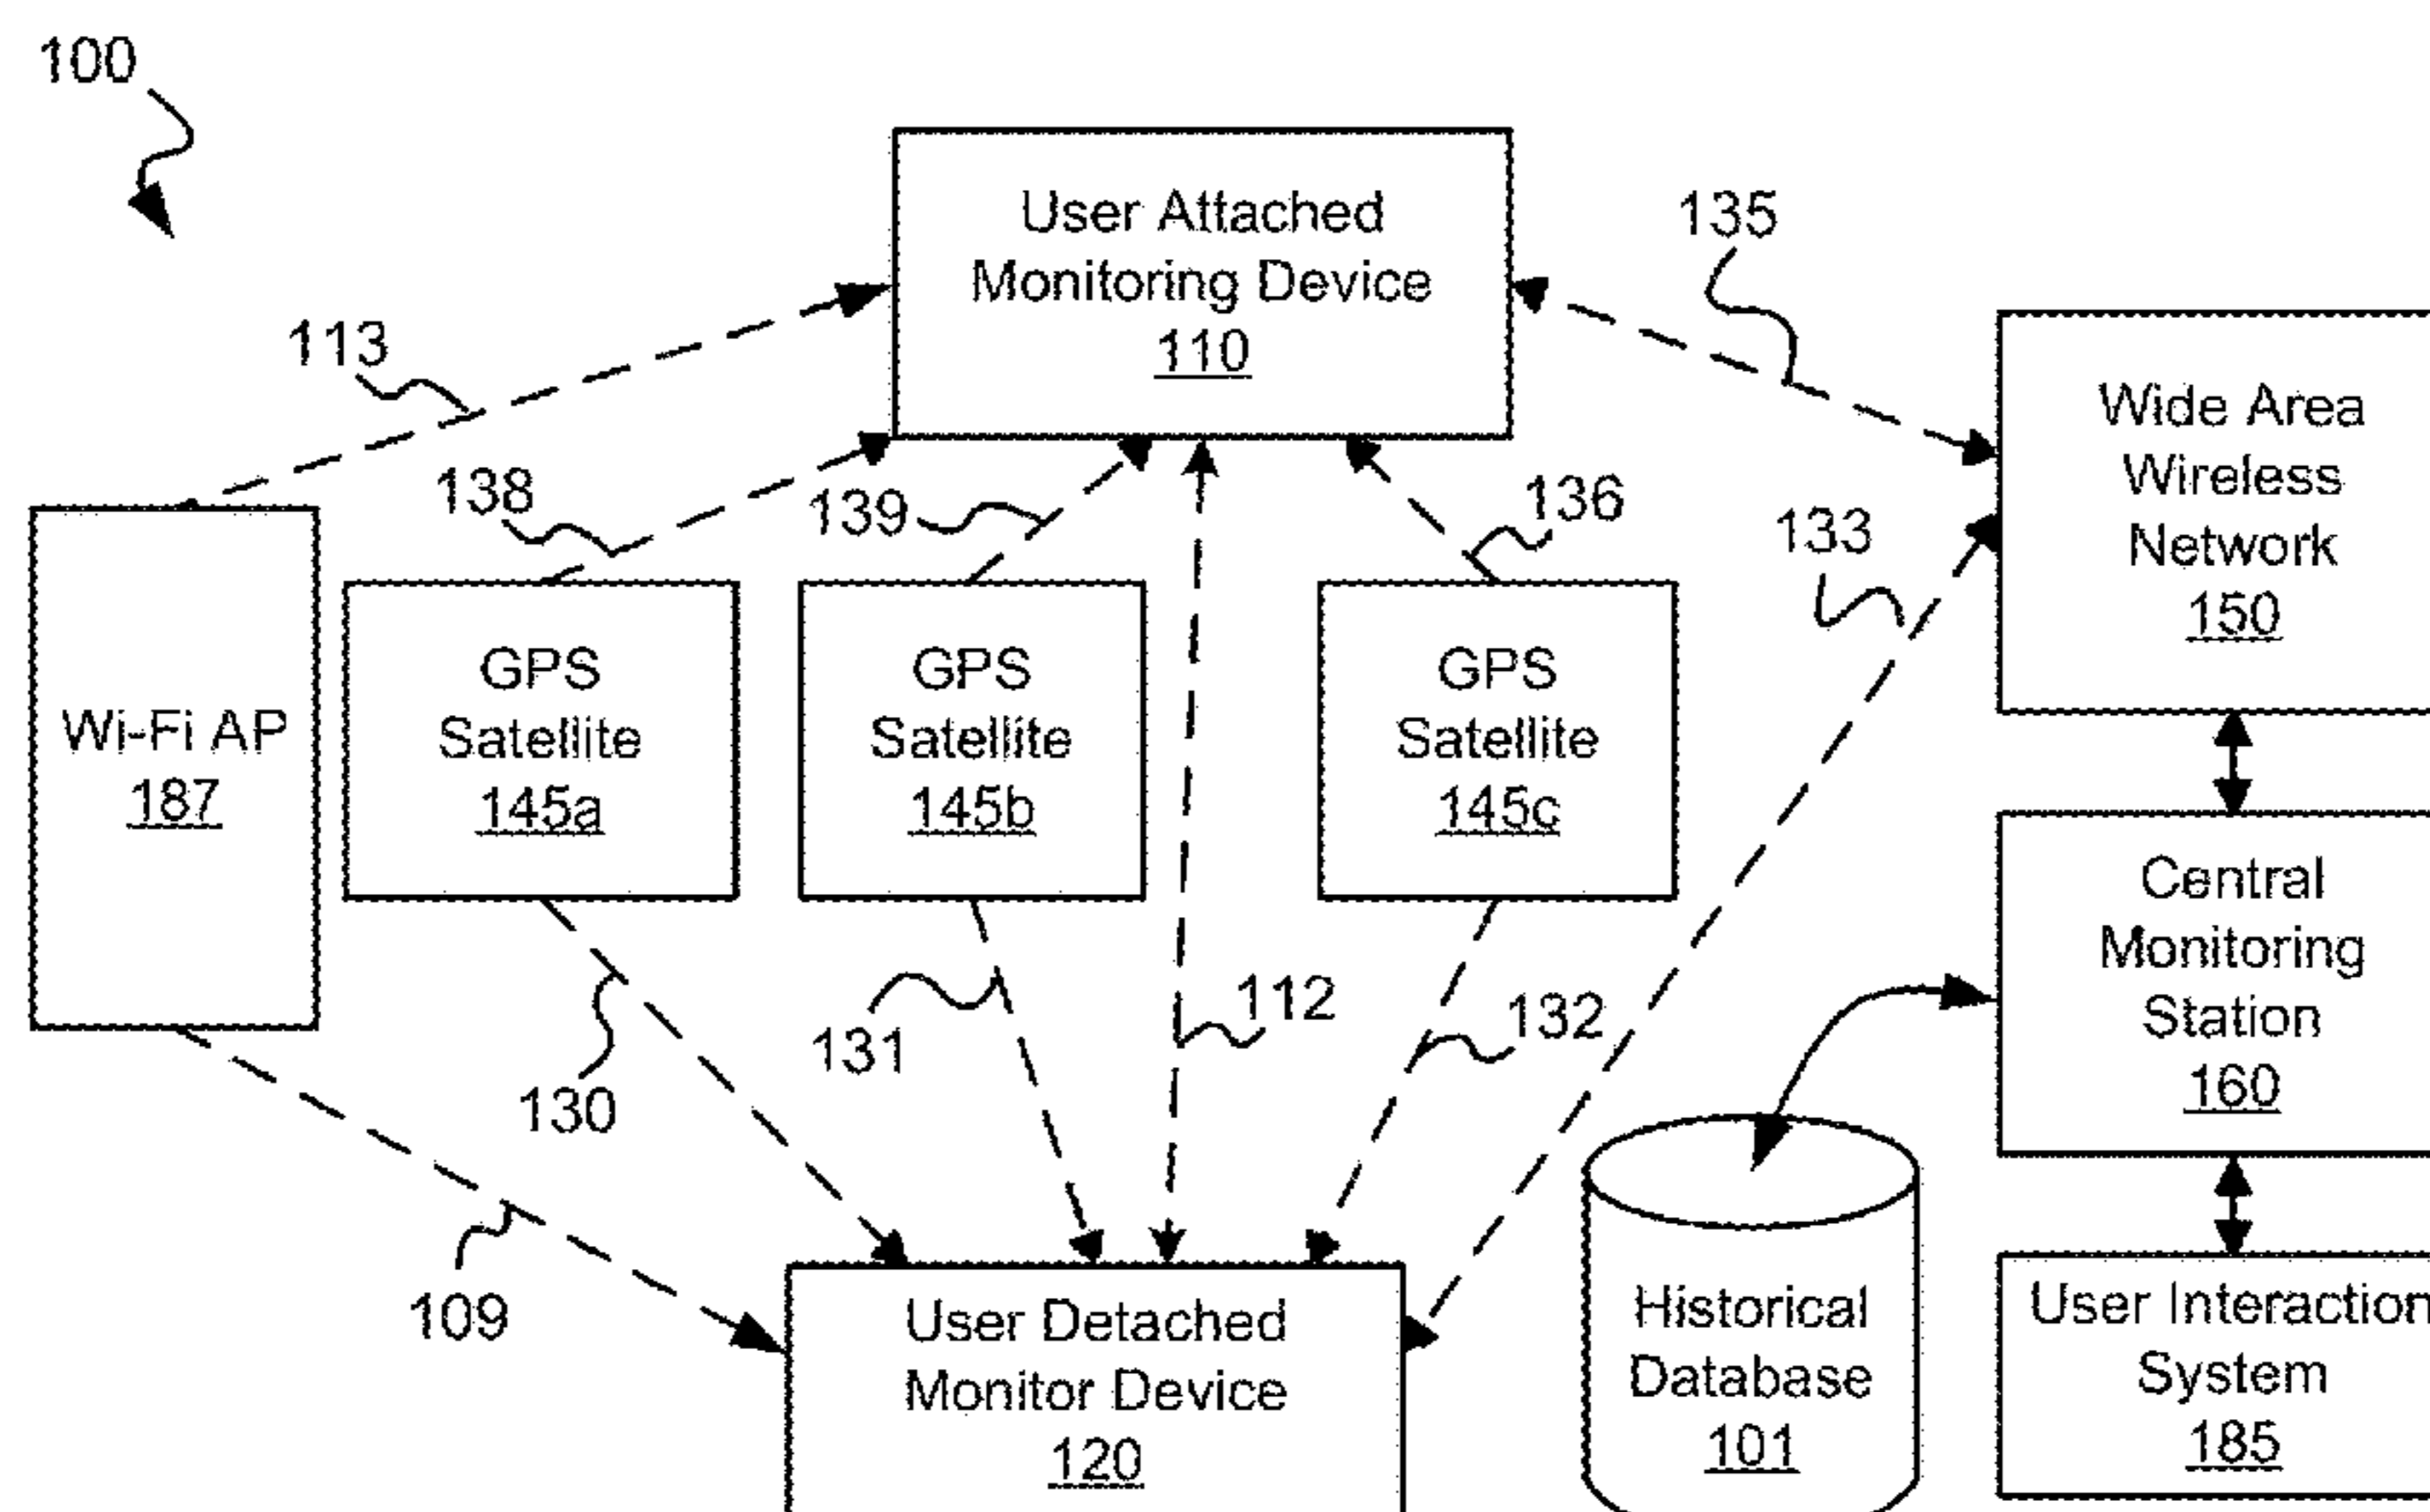 100
User Attached
Monitoring Device
110
135
113
138
139
136
133
Wide Area
Wireless
Network
150
Wi-Fi AP
187
GPS
Satellite
145a
GPS
Satellite
145b
GPS
Satellite
145c
Central
Monitoring
Station
160
130
131
112
132
109
User Detached
Monitor Device
120
Historical
Database
101
User Interaction
System
185